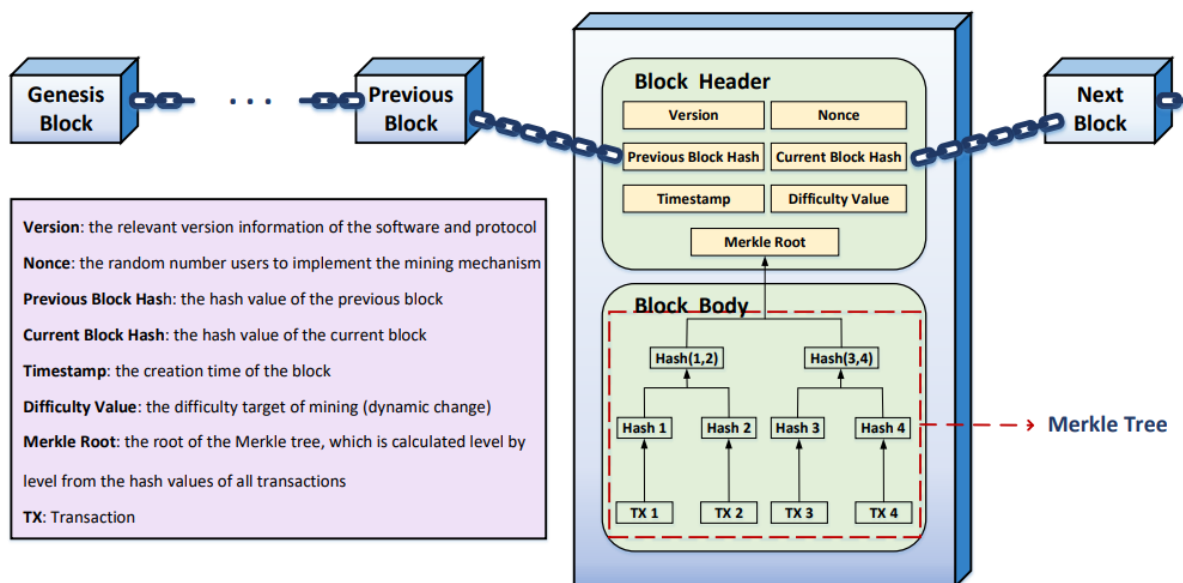 Genesis
Block
. . .
Previous
Block
Block Header
Version
Nonce
Previous Block Hash
Current Block Hash
Timestamp
Difficulty Value
Merkle Root
Next
Block
Version: the relevant version information of the software and protocol
Nonce: the random number users to implement the mining mechanism
Previous Block Hash: the hash value of the previous block
Current Block Hash: the hash value of the current block
Timestamp: the creation time of the block
Difficulty Value: the difficulty target of mining (dynamic change)
Merkle Root: the root of the Merkle tree, which is calculated level by
level from the hash values of all transactions
TX: Transaction
Block Body
Hash(1,2)
Hash(3,4)
Hash 1
Hash 2
Hash 3
Hash 4
TX 1
TX 2
TX 3
TX 4
Merkle Tree